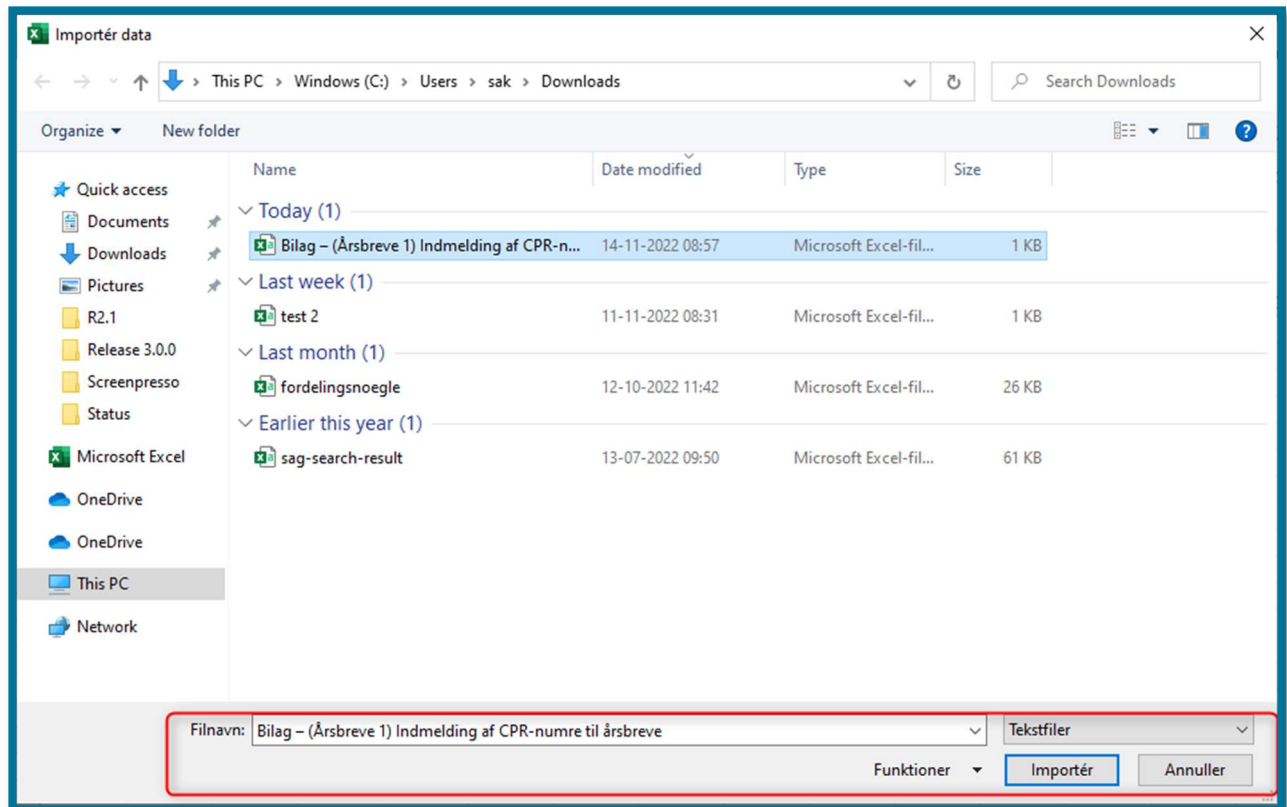 Importér data
This PC > Windows (C:) > Users > sak > Downloads
Search Downloads
Organize New folder
Name Date modified Type Size
Quick access
Documents
Downloads
Pictures
R2.1
Release 3.0.0
Screenpresso
Status
Microsoft Excel
OneDrive
OneDrive
This PC
Network
Today (1)
Bilag – (Årsbreve 1) Indmelding af CPR-n... 14-11-2022 08:57 Microsoft Excel-fil... 1 KB
Last week (1)
test 2 11-11-2022 08:31 Microsoft Excel-fil... 1 KB
Last month (1)
fordelingsnoegle 12-10-2022 11:42 Microsoft Excel-fil... 26 KB
Earlier this year (1)
sag-search-result 13-07-2022 09:50 Microsoft Excel-fil... 61 KB
Filnavn: Bilag – (Årsbreve 1) Indmelding af CPR-numre til årsbreve Tekstfiler
Funktioner Importér Annuller